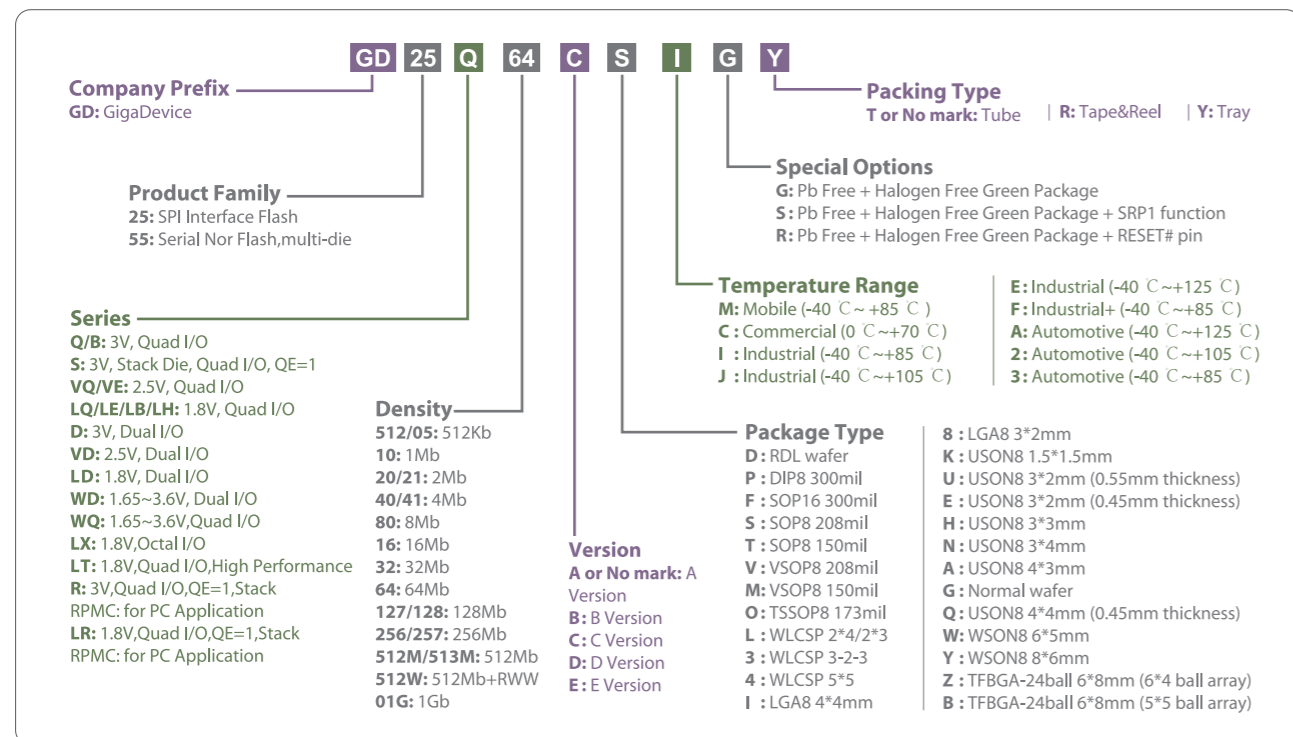 GD 25 Q 64 C S I G Y
Company Prefix
GD: GigaDevice
Packing Type
T or No mark: Tube | R: Tape&Reel | Y: Tray
Product Family
25: SPI Interface Flash
55: Serial Nor Flash,multi-die
Special Options
G: Pb Free + Halogen Free Green Package
S: Pb Free + Halogen Free Green Package + SRP1 function
R: Pb Free + Halogen Free Green Package + RESET# pin
Temperature Range
M: Mobile (-40 ℃~ +85 ℃)
C: Commercial (0 ℃~+70 ℃)
I : Industrial (-40 ℃~+85 ℃)
J : Industrial (-40 ℃~+105 ℃)
E: Industrial (-40 ℃~+125 ℃)
F: Industrial+ (-40 ℃~+85 ℃)
A: Automotive (-40 ℃~+125 ℃)
2: Automotive (-40 ℃~+105 ℃)
3: Automotive (-40 ℃~+85 ℃)
Series
Q/B: 3V, Quad I/O
S: 3V, Stack Die, Quad I/O, QE=1
VQ/VE: 2.5V, Quad I/O
LQ/LE/LB/LH: 1.8V, Quad I/O
D: 3V, Dual I/O
VD: 2.5V, Dual I/O
LD: 1.8V, Dual I/O
WD: 1.65~3.6V, Dual I/O
WQ: 1.65~3.6V,Quad I/O
LX: 1.8V,Octal I/O
LT: 1.8V,Quad I/O,High Performance
R: 3V,Quad I/O,QE=1,Stack
RPMC: for PC Application
LR: 1.8V,Quad I/O,QE=1,Stack
RPMC: for PC Application
Density
512/05: 512Kb
10: 1Mb
20/21: 2Mb
40/41: 4Mb
80: 8Mb
16: 16Mb
32: 32Mb
64: 64Mb
127/128: 128Mb
256/257: 256Mb
512M/513M: 512Mb
512W: 512Mb+RWW
01G: 1Gb
Version
A or No mark: A
Version
B: B Version
C: C Version
D: D Version
E: E Version
Package Type
D: RDL wafer
P: DIP8 300mil
F: SOP16 300mil
S: SOP8 208mil
T: SOP8 150mil
V: VSOP8 208mil
M: VSOP8 150mil
O: TSSOP8 173mil
L : WLCSP 2*4/2*3
3 : WLCSP 3-2-3
4 : WLCSP 5*5
I : LGA8 4*4mm
8 : LGA8 3*2mm
K : USON8 1.5*1.5mm
U : USON8 3*2mm (0.55mm thickness)
E : USON8 3*2mm (0.45mm thickness)
H : USON8 3*3mm
N : USON8 3*4mm
A : USON8 4*3mm
G : Normal wafer
Q : USON8 4*4mm (0.45mm thickness)
W: WSON8 6*5mm
Y : WSON8 8*6mm
Z : TFBGA-24ball 6*8mm (6*4 ball array)
B : TFBGA-24ball 6*8mm (5*5 ball array)